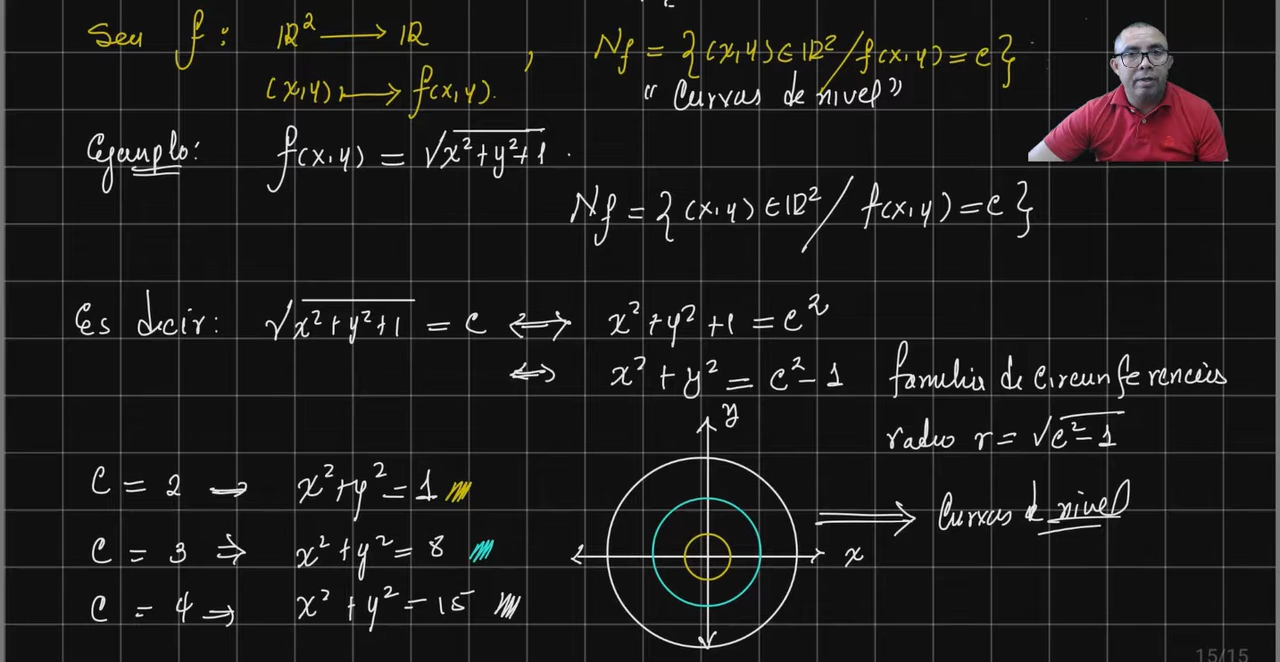 Sea f: ℝ² ⟶ ℝ , Nf = {(x,y) ∈ ℝ² / f(x,y) = c}
(x,y) ⟼ f(x,y). "Curvas de nivel"
Ejemplo: f(x,y) = √(x²+y²+1) .
Nf = {(x,y) ∈ ℝ² / f(x,y) = c}
Es decir: √(x²+y²+1) = c ⟺ x²+y²+1 = c²
⟺ x²+y² = c²-1 familia de circunferencias
radio r = √(c²-1)
y
C = 2 ⇒ x²+y² = 1
⟹ Curvas de nivel
C = 3 ⇒ x²+y² = 8
x
C = 4 ⇒ x²+y² = 15
15/15